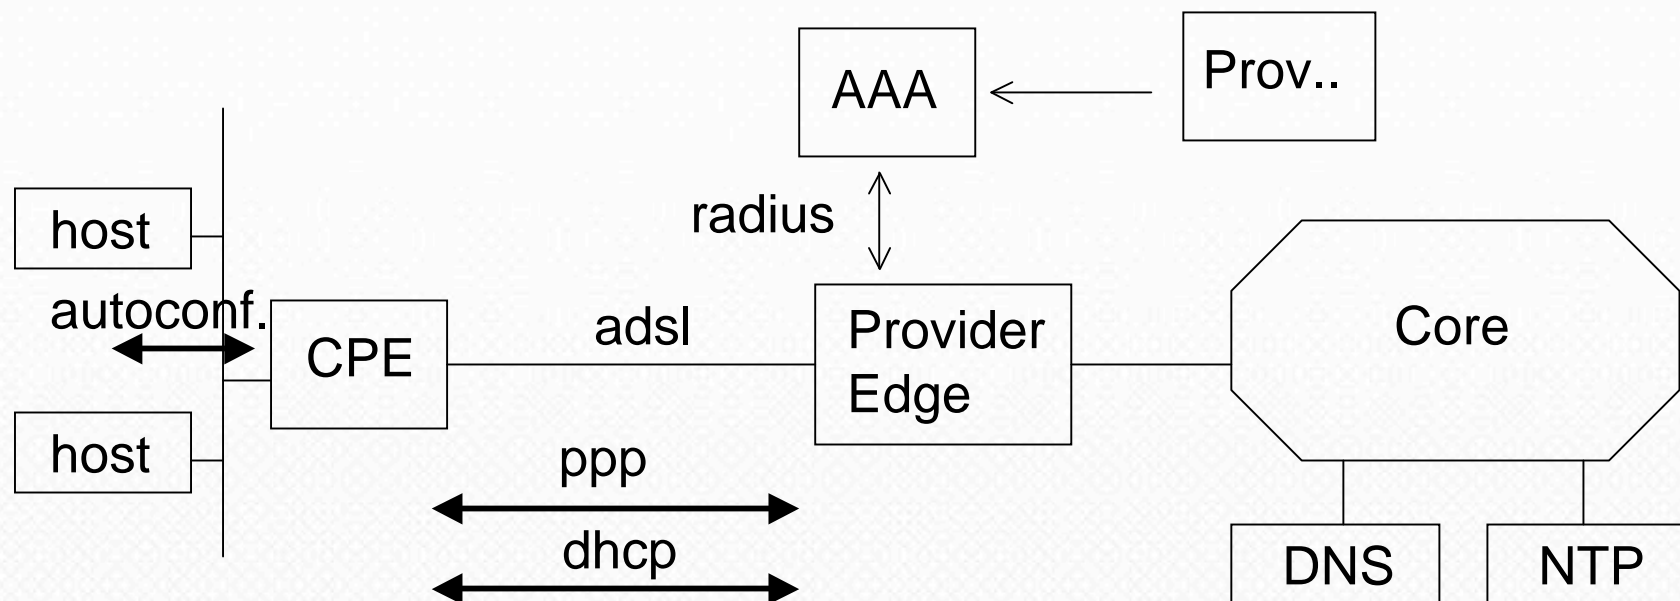 AAA
Prov..
radius
host
autoconf.
CPE
adsl
Provider
Edge
Core
host
ppp
dhcp
DNS
NTP